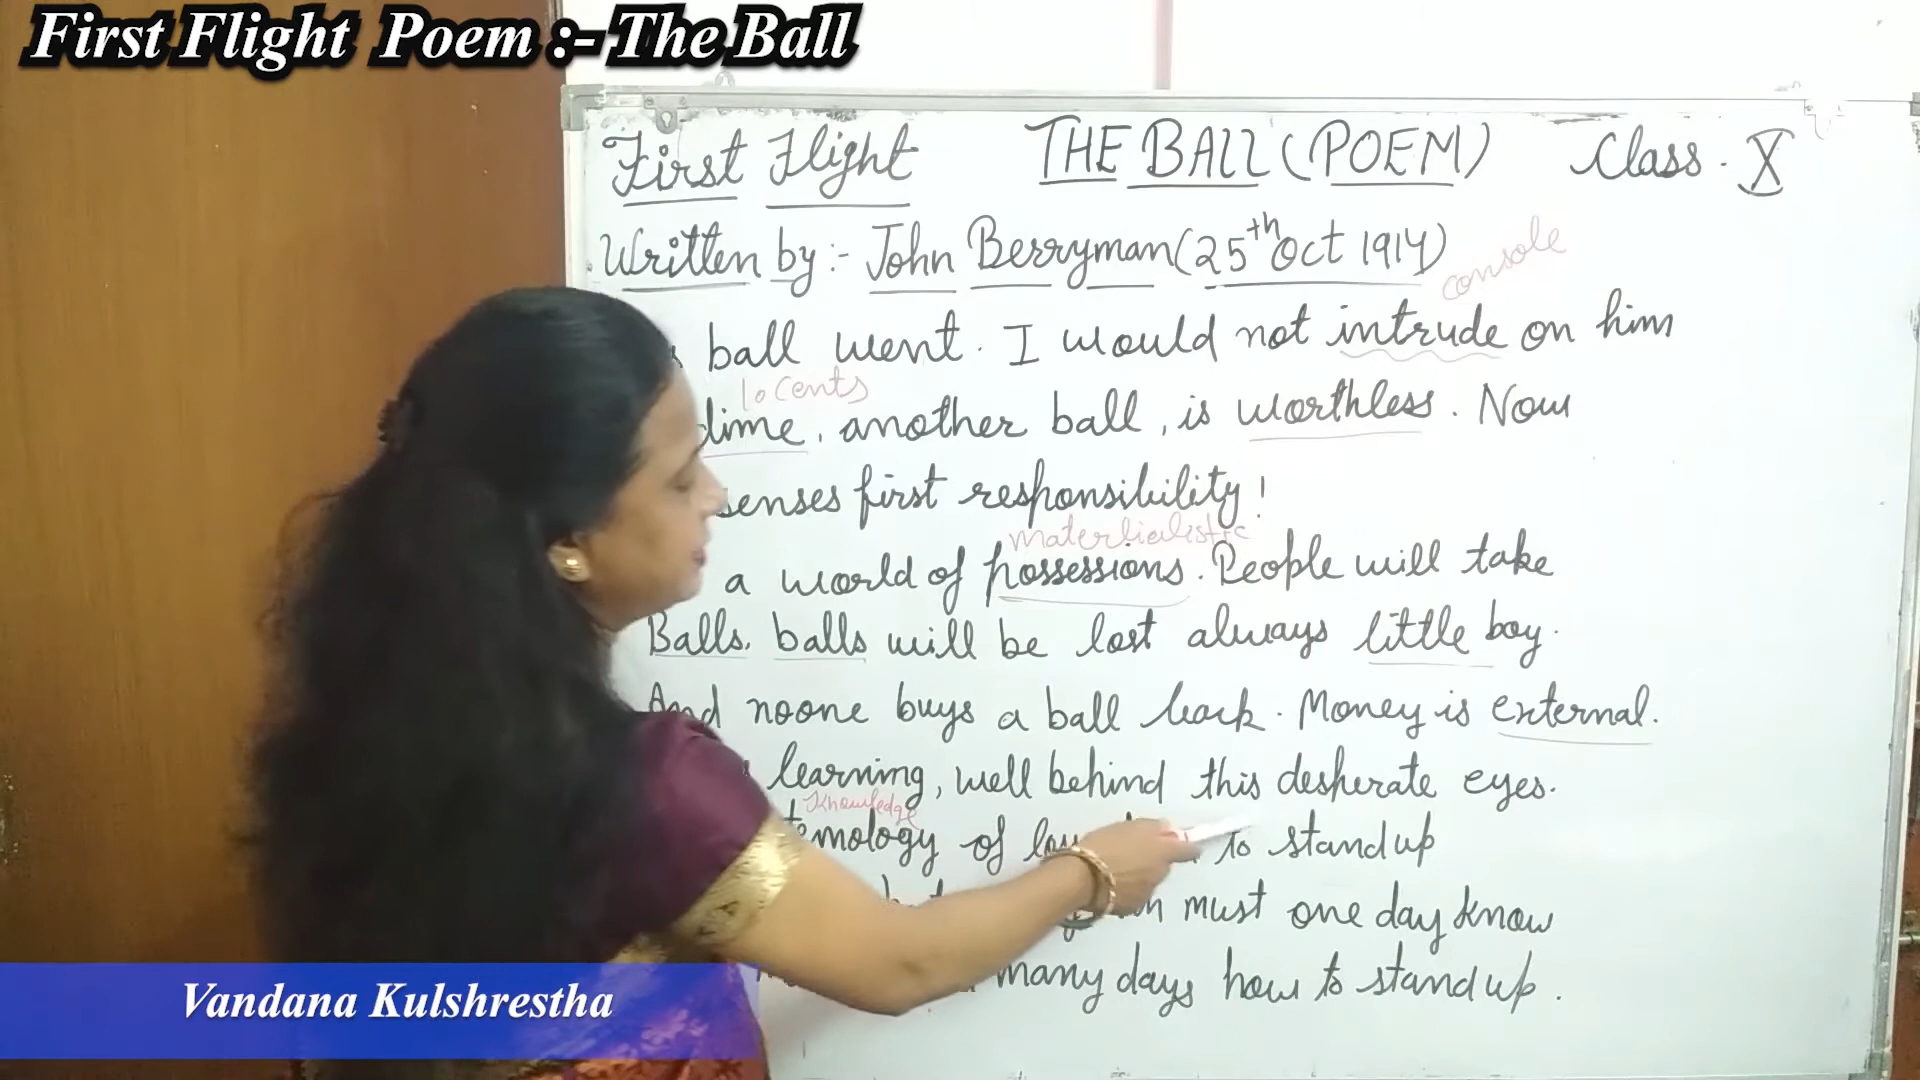 First Flight Poem :- The Ball
First Flight THE BALL (POEM) Class . X
Written by :- John Berryman (25th Oct 1914)
console
ball went . I would not intrude on him
10 cents
dime , another ball , is worthless . Now
senses first responsibility !
materlialistic
a world of possessions . People will take
Balls, balls will be lost always little boy .
And noone buys a ball back . Money is external .
learning , well behind this desperate eyes .
Knowledge
temology of to stand up
must one day know
many days how to stand up .
Vandana Kulshrestha